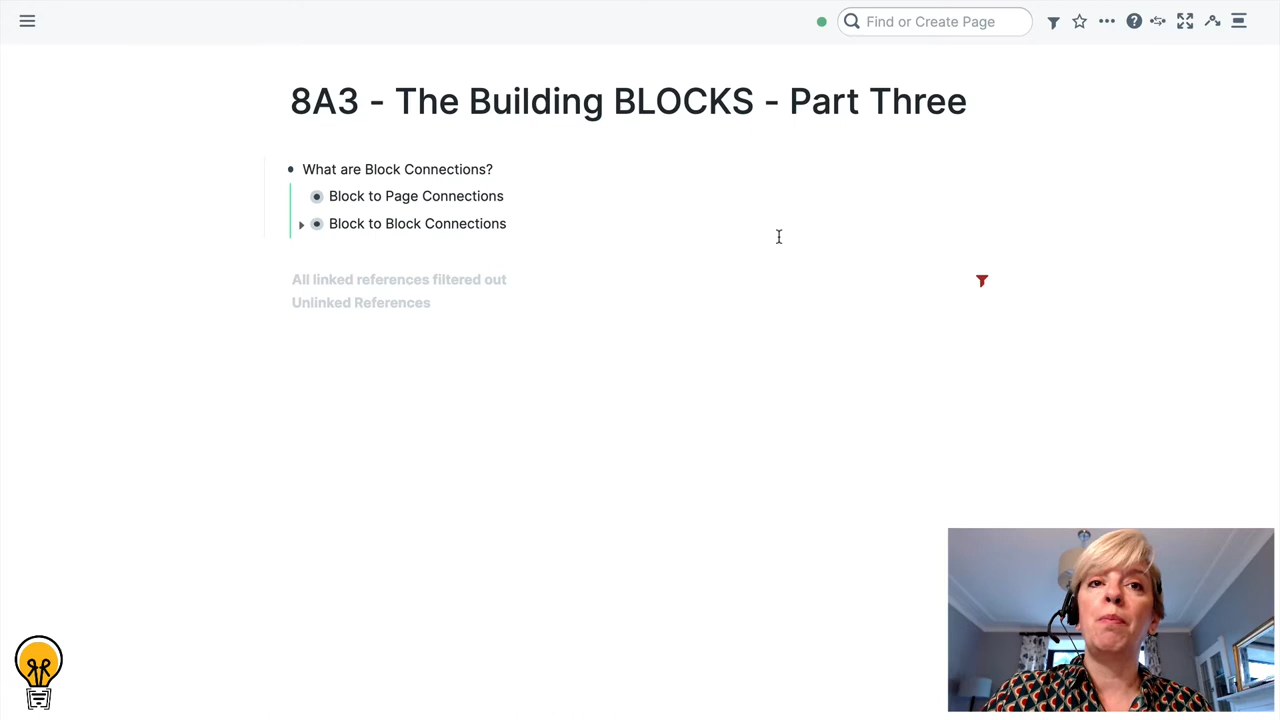 Find or Create Page
8A3 - The Building BLOCKS - Part Three
What are Block Connections?
Block to Page Connections
Block to Block Connections
All linked references filtered out
Unlinked References